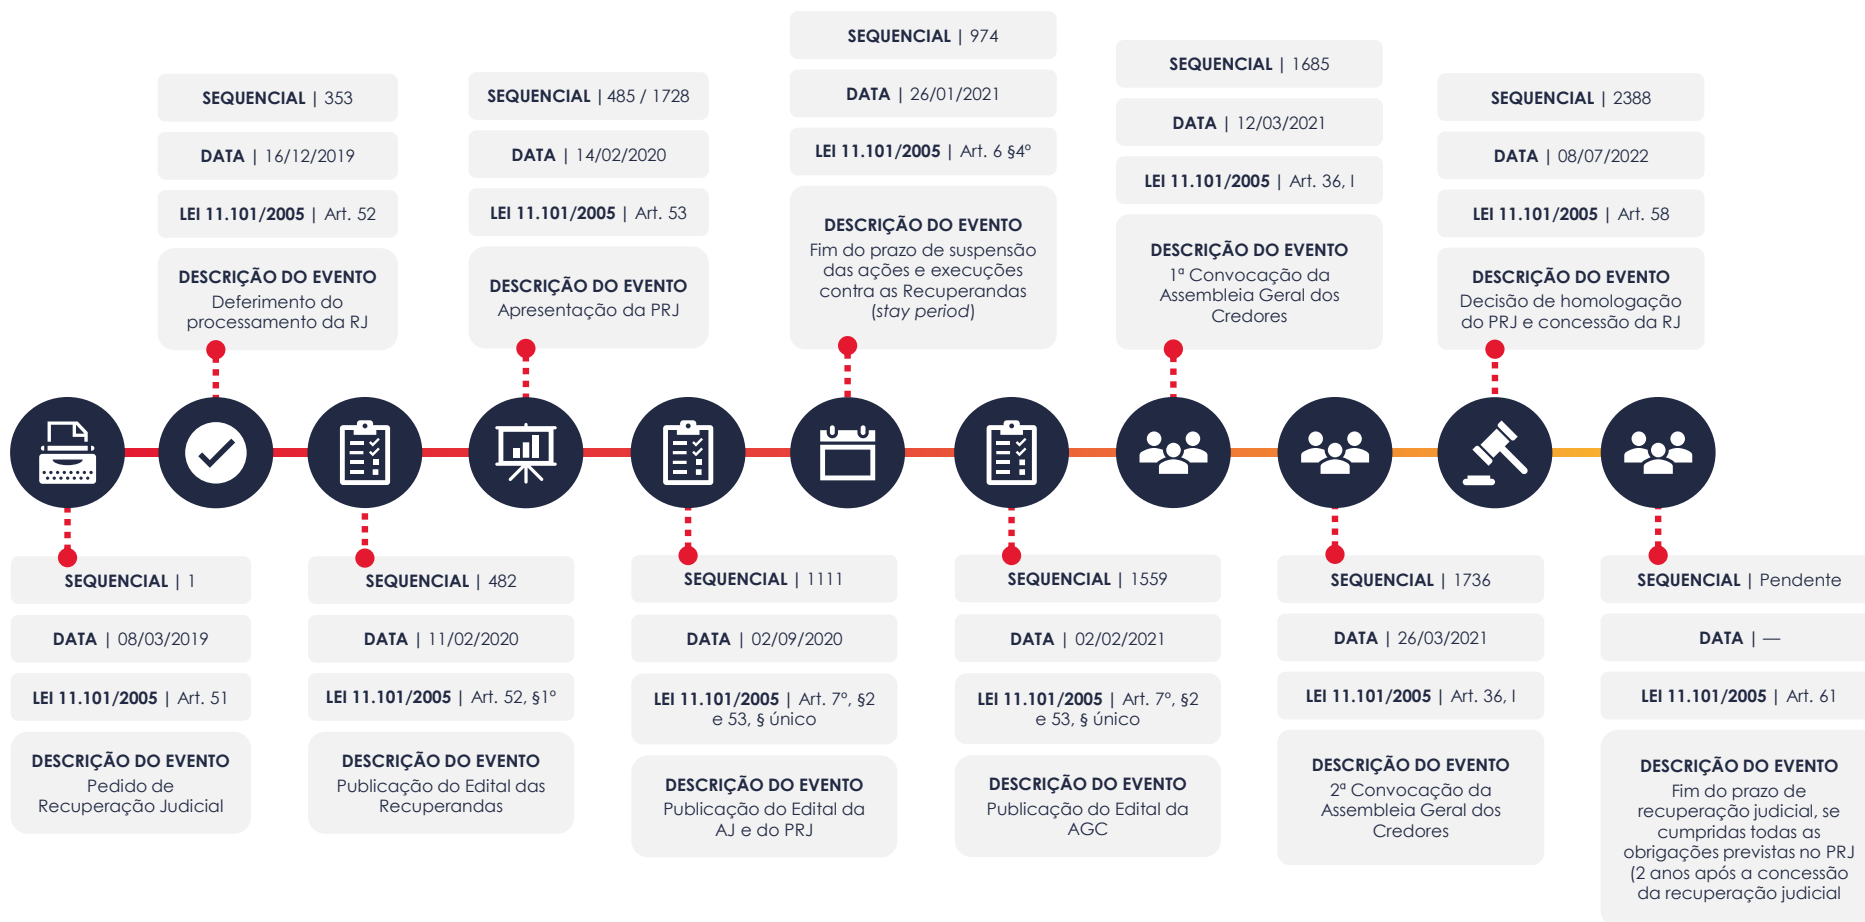 SEQUENCIAL | 353
DATA | 16/12/2019
LEI 11.101/2005 | Art. 52
DESCRIÇÃO DO EVENTO
Deferimento do
processamento da RJ
SEQUENCIAL | 485 / 1728
DATA | 14/02/2020
LEI 11.101/2005 | Art. 53
DESCRIÇÃO DO EVENTO
Apresentação da PRJ
SEQUENCIAL | 974
DATA | 26/01/2021
LEI 11.101/2005 | Art. 6 §4º
DESCRIÇÃO DO EVENTO
Fim do prazo de suspensão
das ações e execuções
contra as Recuperandas
(stay period)
SEQUENCIAL | 1685
DATA | 12/03/2021
LEI 11.101/2005 | Art. 36, I
DESCRIÇÃO DO EVENTO
1ª Convocação da
Assembleia Geral dos
Credores
SEQUENCIAL | 2388
DATA | 08/07/2022
LEI 11.101/2005 | Art. 58
DESCRIÇÃO DO EVENTO
Decisão de homologação
do PRJ e concessão da RJ
SEQUENCIAL | 1
DATA | 08/03/2019
LEI 11.101/2005 | Art. 51
DESCRIÇÃO DO EVENTO
Pedido de
Recuperação Judicial
SEQUENCIAL | 482
DATA | 11/02/2020
LEI 11.101/2005 | Art. 52, §1º
DESCRIÇÃO DO EVENTO
Publicação do Edital das
Recuperandas
SEQUENCIAL | 1111
DATA | 02/09/2020
LEI 11.101/2005 | Art. 7º, §2
e 53, § único
DESCRIÇÃO DO EVENTO
Publicação do Edital da
AJ e do PRJ
SEQUENCIAL | 1559
DATA | 02/02/2021
LEI 11.101/2005 | Art. 7º, §2
e 53, § único
DESCRIÇÃO DO EVENTO
Publicação do Edital da
AGC
SEQUENCIAL | 1736
DATA | 26/03/2021
LEI 11.101/2005 | Art. 36, I
DESCRIÇÃO DO EVENTO
2ª Convocação da
Assembleia Geral dos
Credores
SEQUENCIAL | Pendente
DATA | —
LEI 11.101/2005 | Art. 61
DESCRIÇÃO DO EVENTO
Fim do prazo de
recuperação judicial, se
cumpridas todas as
obrigações previstas no PRJ
(2 anos após a concessão
da recuperação judicial